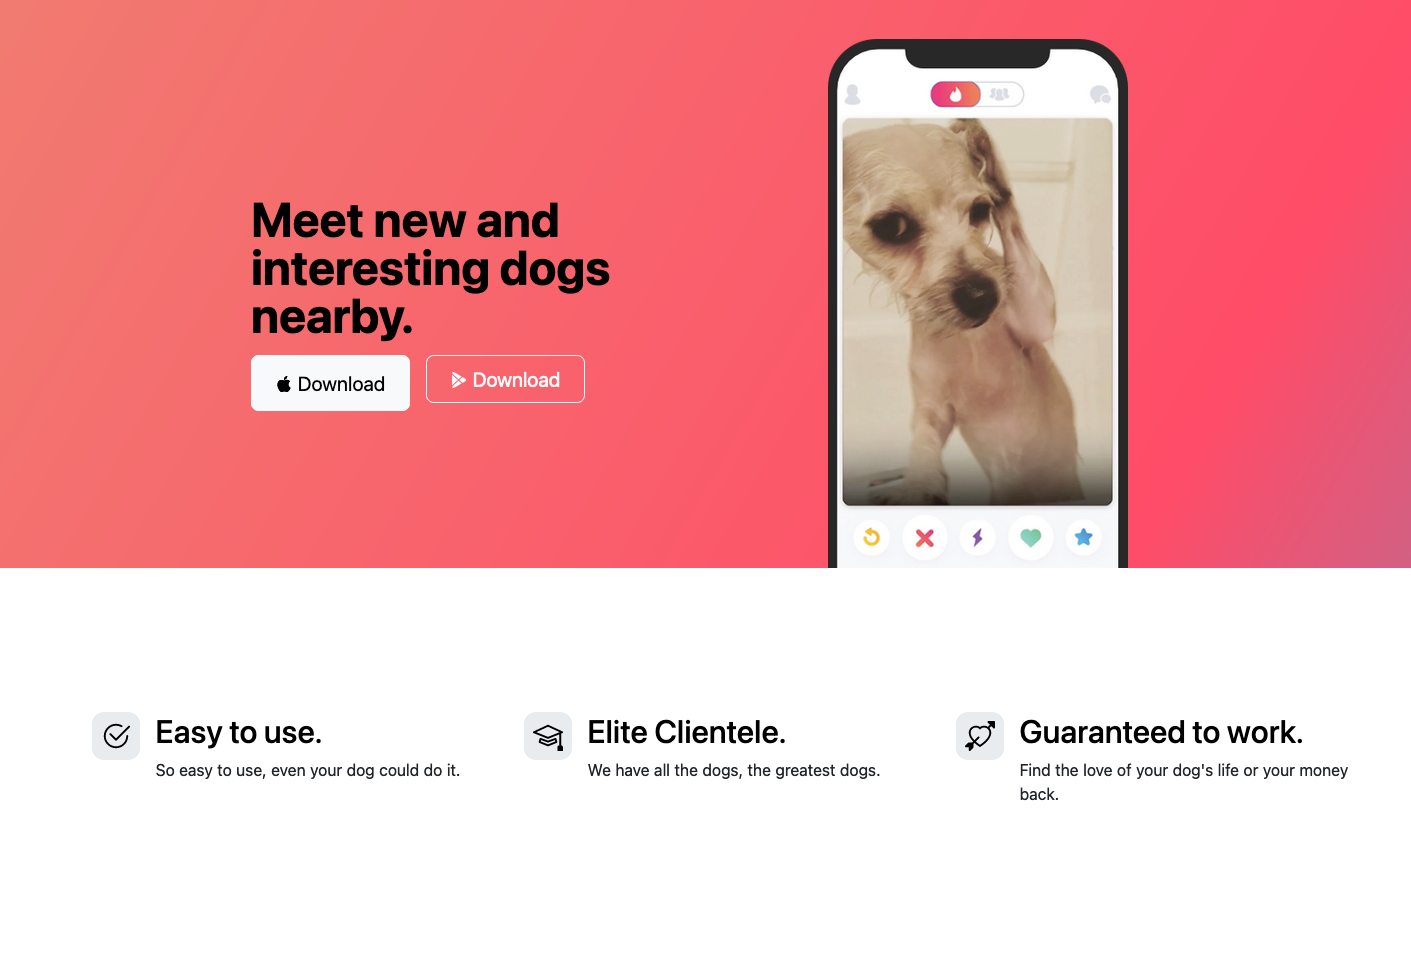 Meet new and
interesting dogs
nearby.
Download
Download
Easy to use.
So easy to use, even your dog could do it.
Elite Clientele.
We have all the dogs, the greatest dogs.
Guaranteed to work.
Find the love of your dog's life or your money
back.